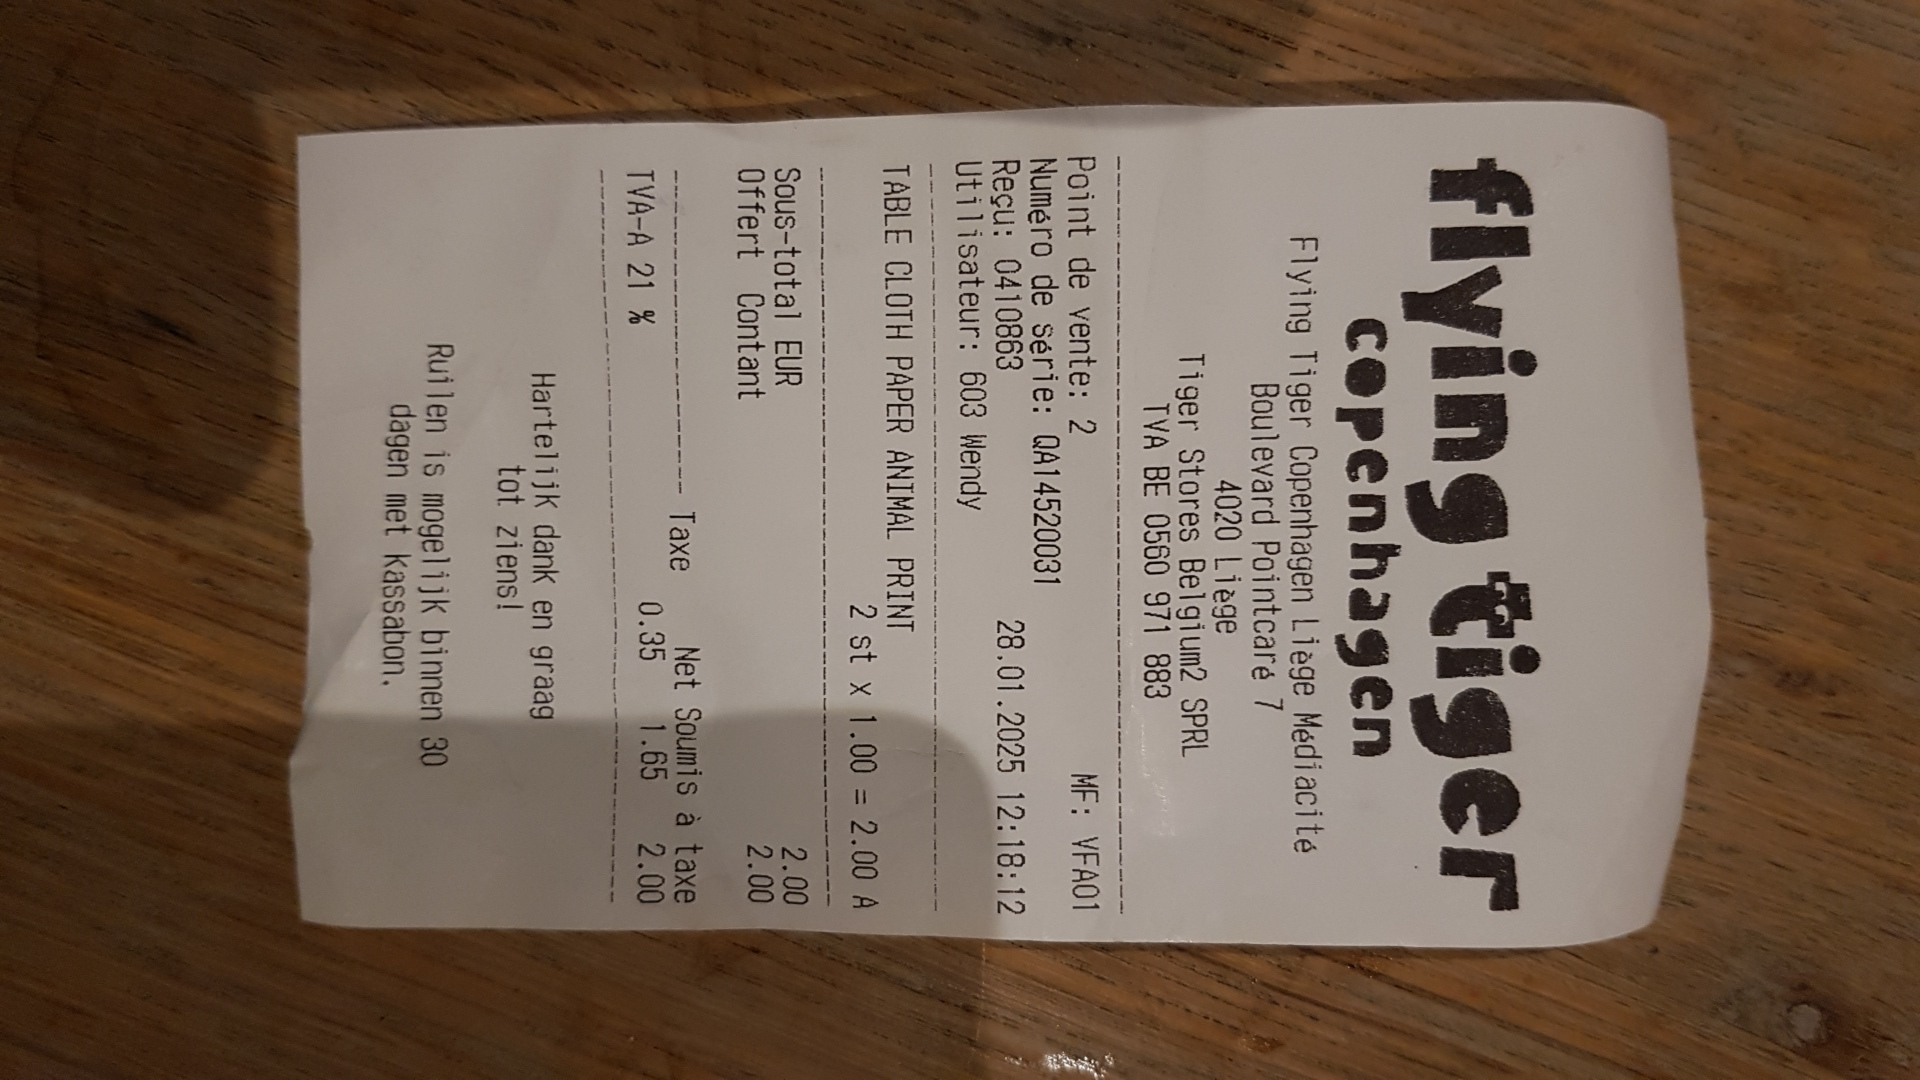 flying tiger
copenhagen
Flying Tiger Copenhagen Liège Médiacité
Boulevard Pointcaré 7
4020 Liège
Tiger Stores Belgium2 SPRL
TVA BE 0560 971 883
Point de vente: 2 MF: VFA01
Numéro de série: QA14520031
Reçu: 0410863 28.01.2025 12:18:12
Utilisateur: 603 Wendy
TABLE CLOTH PAPER ANIMAL PRINT
2 st x 1.00 = 2.00 A
Sous-total EUR 2.00
Offert Contant 2.00
Taxe Net Soumis à taxe
TVA-A 21 % 0.35 1.65 2.00
Hartelijk dank en graag
tot ziens!
Ruilen is mogelijk binnen 30
dagen met kassabon.